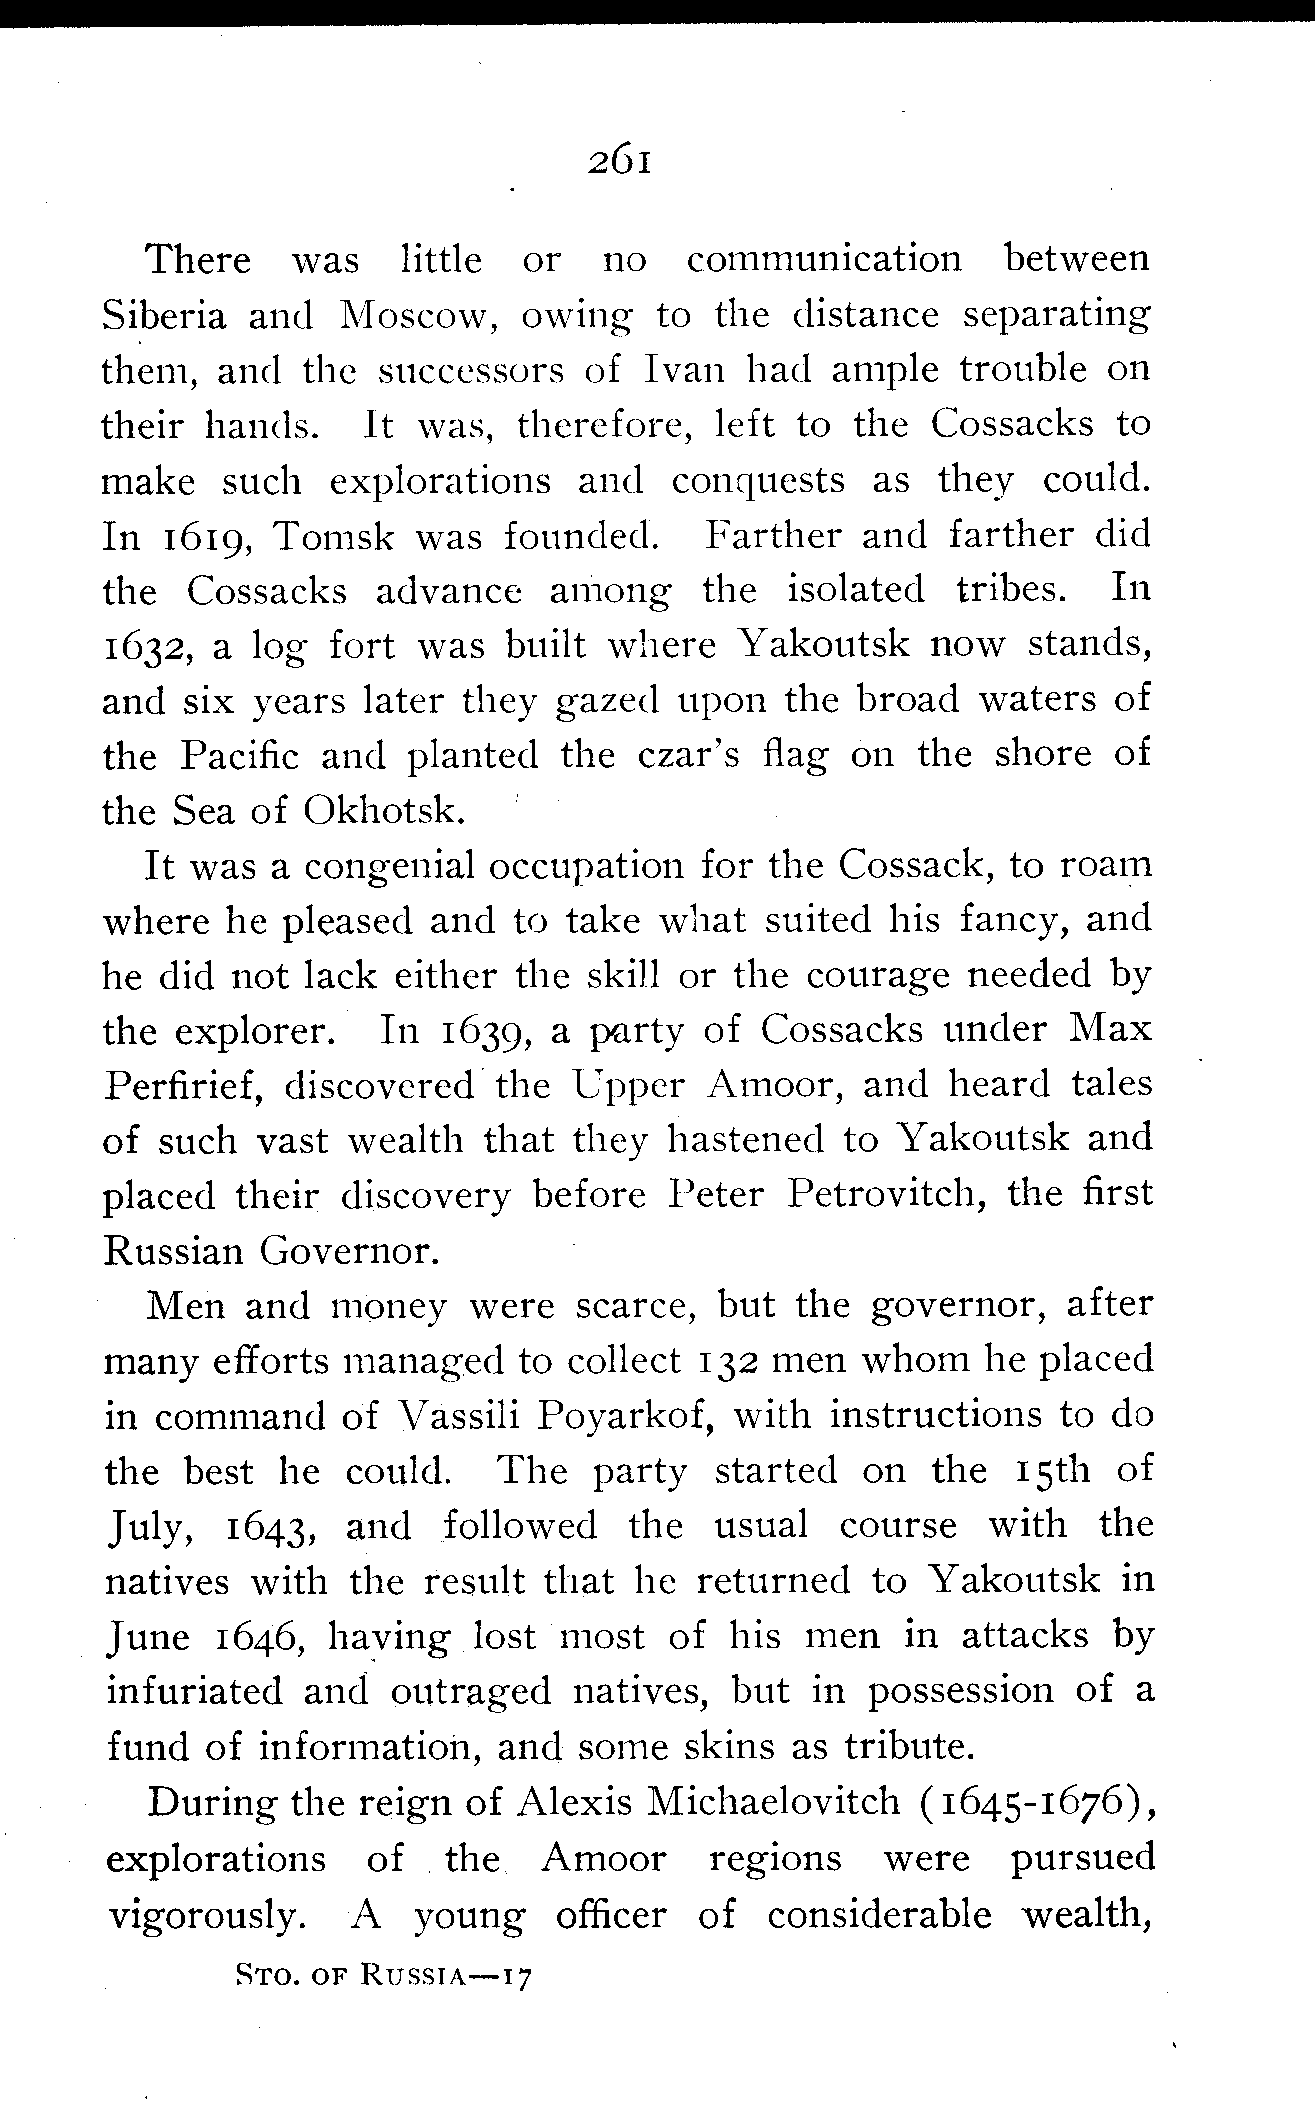 261
There was little or no communication between
Siberia and Moscow, owing to the distance separating
them, and the successors of Ivan had ample trouble on
their hands. It was, therefore, left to the Cossacks to
make such explorations and conquests as they could.
In 1619, Tomsk was founded. Farther and farther did
the Cossacks advance among the isolated tribes. In
1632, a log fort was built where Yakoutsk now stands,
and six years later they gazed upon the broad waters of
the Pacific and planted the czar's flag on the shore of
the Sea of Okhotsk.
It was a congenial occupation for the Cossack, to roam
where he pleased and to take what suited his fancy, and
he did not lack either the skill or the courage needed by
the explorer. In 1639, a party of Cossacks under Max
Perfirief, discovered the Upper Amoor, and heard tales
of such vast wealth that they hastened to Yakoutsk and
placed their discovery before Peter Petrovitch, the first
Russian Governor.
Men and money were scarce, but the governor, after
many efforts managed to collect 132 men whom he placed
in command of Vassili Poyarkof, with instructions to do
the best he could. The party started on the 15th of
July, 1643, and followed the usual course with the
natives with the result that he returned to Yakoutsk in
June 1646, having lost most of his men in attacks by
infuriated and outraged natives, but in possession of a
fund of information, and some skins as tribute.
During the reign of Alexis Michaelovitch (1645-1676),
explorations of the Amoor regions were pursued
vigorously. A young officer of considerable wealth,
STO. OF RUSSIA—17